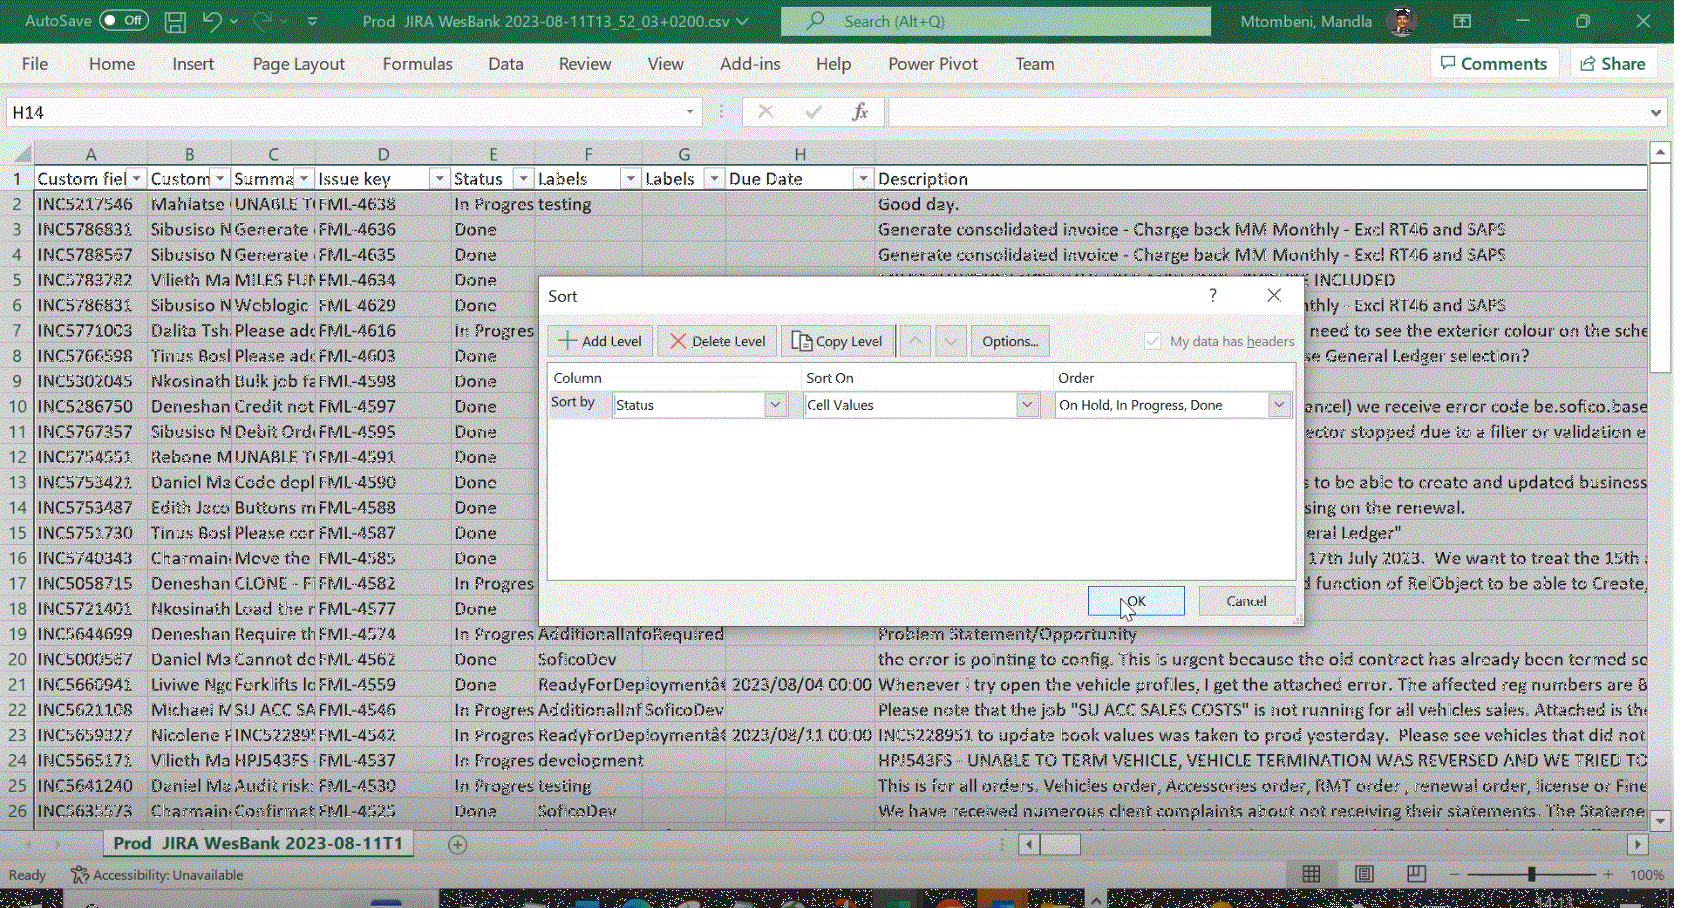 AutoSave Off Prod JIRA WesBank 2023-08-11T13_52_03+0200.csv Search (Alt+Q) Mtombeni, Mandla
File Home Insert Page Layout Formulas Data Review View Add-ins Help Power Pivot Team Comments Share
H14 fx
A B C D E F G H
1 Custom fiel Custom Summa Issue key Status Labels Labels Due Date Description
2 INC5217546 Mahlatse UNABLE T FML-4638 In Progres testing Good day.
3 INC5786831 Sibusiso N Generate FML-4636 Done Generate consolidated invoice - Charge back MM Monthly - Excl RT46 and SAPS
4 INC5788567 Sibusiso N Generate FML-4635 Done Generate consolidated invoice - Charge back MM Monthly - Excl RT46 and SAPS
5 INC5783782 Vilieth Ma MILES FUN FML-4634 Done INCLUDED
6 INC5786831 Sibusiso N Weblogic FML-4629 Done thly - Excl RT46 and SAPS
7 INC5771003 Dalita Tsh Please add FML-4616 In Progres need to see the exterior colour on the sche
8 INC5766598 Tinus Bosl Please add FML-4603 Done se General Ledger selection?
9 INC5302045 Nkosinath Bulk job fa FML-4598 Done
10 INC5286750 Deneshan Credit not FML-4597 Done ancel) we receive error code be.sofico.base
11 INC5767357 Sibusiso N Debit Ord FML-4595 Done ector stopped due to a filter or validation e
12 INC5754551 Rebone M UNABLE T FML-4591 Done
13 INC5753421 Daniel Ma Code depl FML-4590 Done s to be able to create and updated business
14 INC5753487 Edith Jaco Buttons m FML-4588 Done sing on the renewal.
15 INC5751730 Tinus Bosl Please cor FML-4587 Done eral Ledger"
16 INC5740343 Charmain Move the FML-4585 Done 17th July 2023. We want to treat the 15th
17 INC5058715 Deneshan CLONE - F FML-4582 In Progres d function of RelObject to be able to Create,
18 INC5721401 Nkosinath Load the r FML-4577 Done
19 INC5644699 Deneshan Require th FML-4574 In Progres AdditionalInfoRequired Problem Statement/Opportunity
20 INC5000567 Daniel Ma Cannot de FML-4562 Done SoficoDev the error is pointing to config. This is urgent because the old contract has already been termed so
21 INC5660941 Liviwe Ngc Forklifts lo FML-4559 Done ReadyForDeploymentâ€ 2023/08/04 00:00 Whenever I try open the vehicle profiles, I get the attached error. The affected reg numbers are B
22 INC5621108 Michael M SU ACC SA FML-4546 In Progres AdditionalInf SoficoDev Please note that the job "SU ACC SALES COSTS" is not running for all vehicles sales. Attached is the
23 INC5659327 Nicolene F INC52289 FML-4542 In Progres ReadyForDeploymentâ€ 2023/08/11 00:00 INC5228951 to update book values was taken to prod yesterday. Please see vehicles that did not
24 INC5565171 Vilieth Ma HPJ543FS FML-4537 In Progres development HPJ543FS - UNABLE TO TERM VEHICLE, VEHICLE TERMINATION WAS REVERSED AND WE TRIED TO
25 INC5641240 Daniel Ma Audit risk: FML-4530 In Progres testing This is for all orders. Vehicles order, Accessories order, RMT order , renewal order, license or Fine
26 INC5635573 Charmain Confirmat FML-4525 Done SoficoDev We have received numerous client complaints about not receiving their statements. The Stateme
Sort ?
Add Level Delete Level Copy Level Options... My data has headers
Column Sort On Order
Sort by Status Cell Values On Hold, In Progress, Done
OK Cancel
Prod JIRA WesBank 2023-08-11T1
Ready Accessibility: Unavailable 100%